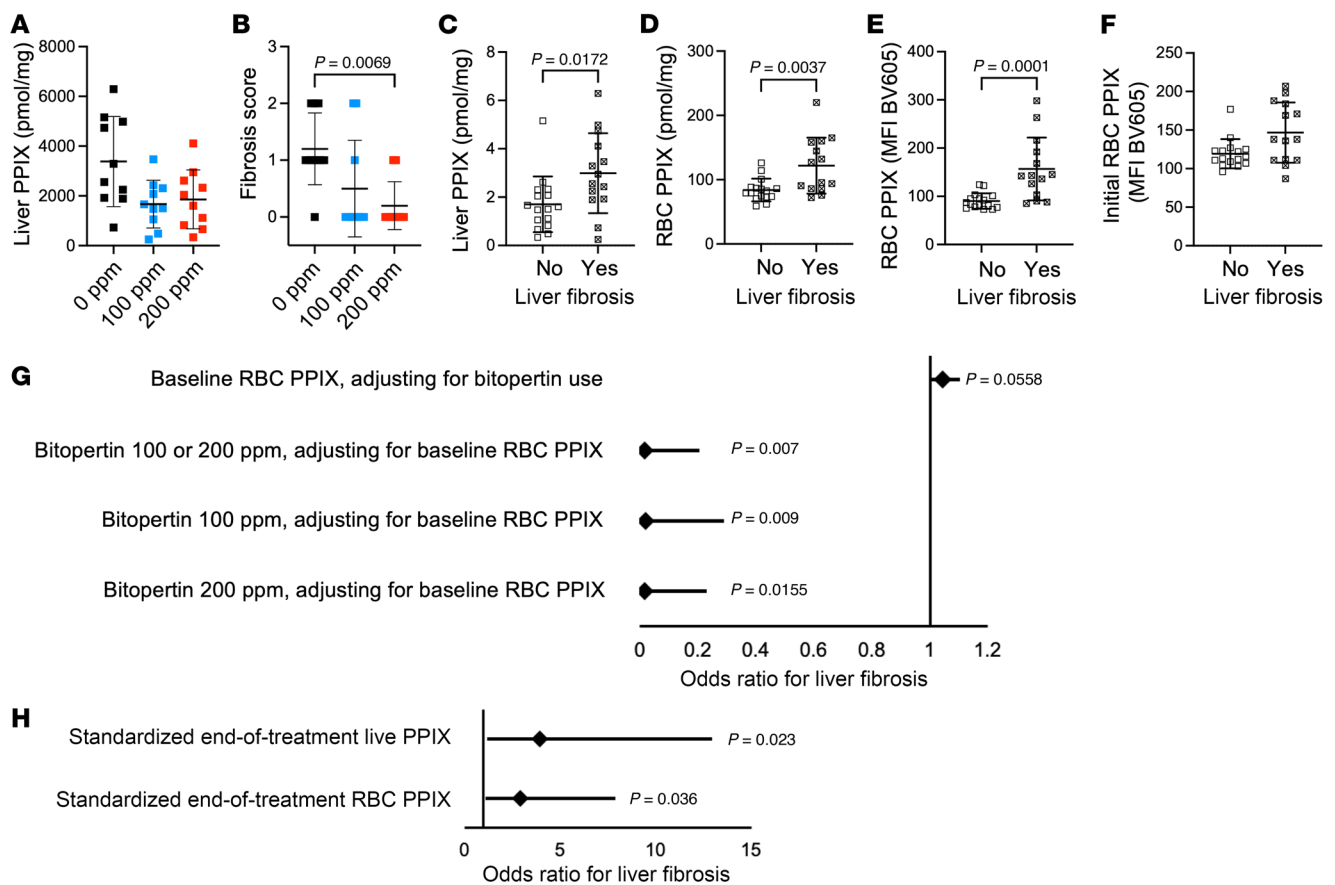 A
Liver PPIX (pmol/mg)
8000
6000
4000
2000
0
0 ppm
100 ppm
200 ppm
B
Fibrosis score
3
2
1
0
P = 0.0069
0 ppm
100 ppm
200 ppm
C
Liver PPIX (pmol/mg)
8
6
4
2
0
P = 0.0172
No Yes
Liver fibrosis
D
RBC PPIX (pmol/mg)
300
200
100
0
P = 0.0037
No Yes
Liver fibrosis
E
RBC PPIX (MFI BV605)
400
300
200
100
0
P = 0.0001
No Yes
Liver fibrosis
F
Initial RBC PPIX
(MFI BV605)
250
200
150
100
50
0
No Yes
Liver fibrosis
G
Baseline RBC PPIX, adjusting for bitopertin use
P = 0.0558
Bitopertin 100 or 200 ppm, adjusting for baseline RBC PPIX
P = 0.007
Bitopertin 100 ppm, adjusting for baseline RBC PPIX
P = 0.009
Bitopertin 200 ppm, adjusting for baseline RBC PPIX
P = 0.0155
0 0.2 0.4 0.6 0.8 1 1.2
Odds ratio for liver fibrosis
H
Standardized end-of-treatment live PPIX
P = 0.023
Standardized end-of-treatment RBC PPIX
P = 0.036
0 5 10 15
Odds ratio for liver fibrosis